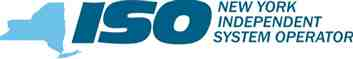 ISO
NEW YORK
INDEPENDENT
SYSTEM OPERATOR